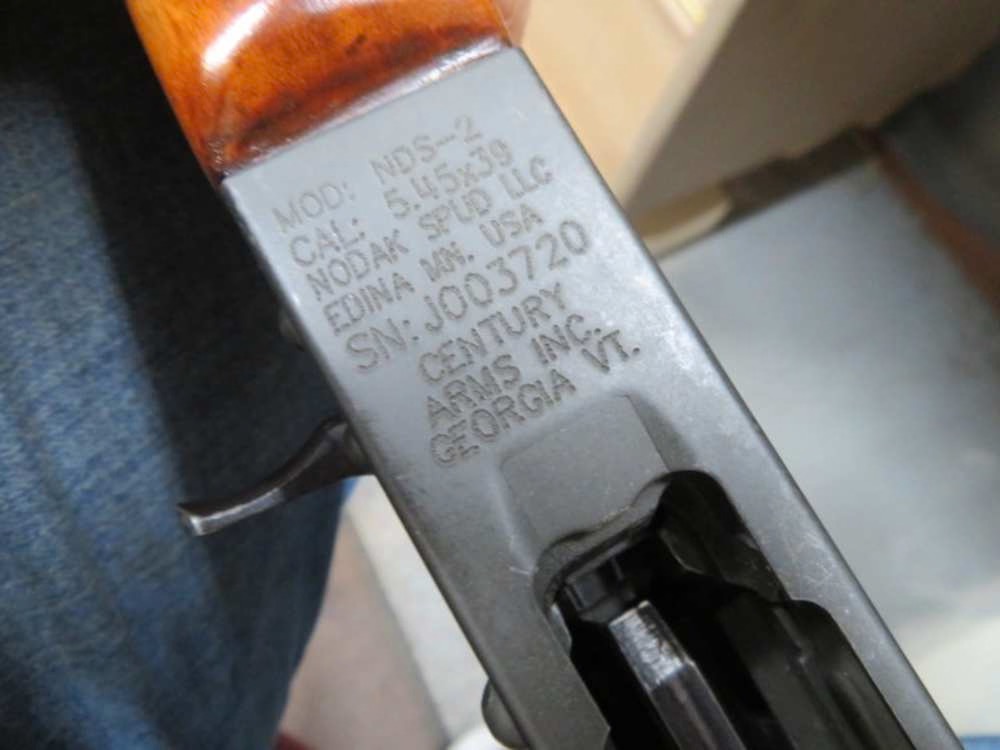 MOD: NDS-2
CAL: 5.45x39
NODAK SPUD LLC
EDINA MN. USA
SN: J003720
CENTURY
ARMS INC.
GEORGIA VT.